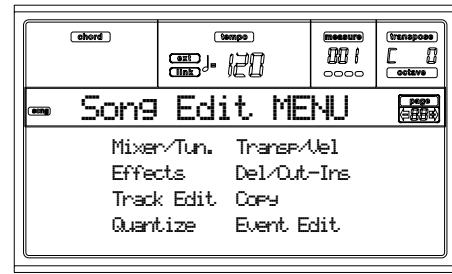 chord tempo measure transpose
ext ♩= 120 001 C 0
link octave
song Song Edit MENU page
Mixer/Tun. Transp/Vel
Effects Del/Cut-Ins
Track Edit Copy
Quantize Event Edit